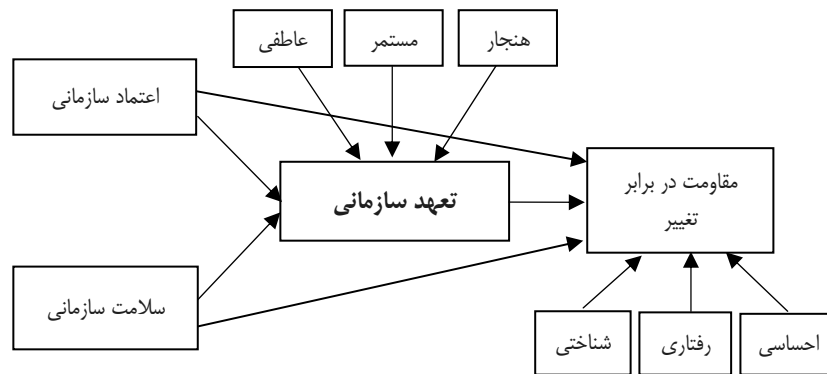 هنجار
مستمر
عاطفی
اعتماد سازمانی
تعهد سازمانی
مقاومت در برابر
تغییر
سلامت سازمانی
احساسی
رفتاری
شناختی